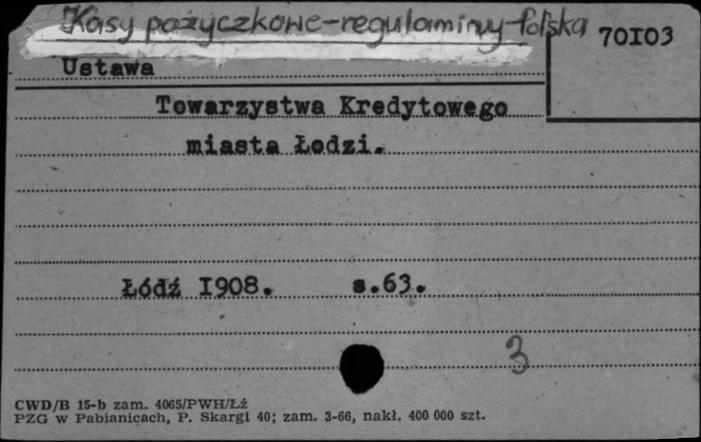 Kasy pożyczkowe-regulaminy-Polska
70I03
Ustawa
Towarzystwa Kredytowego
miasta Łodzi.
Łódź I908. s.63.
3
CWD/B 15-b zam. 4065/PWH/Łź
PZG w Pabianicach, P. Skargi 40; zam. 3-66, nakł. 400 000 szt.